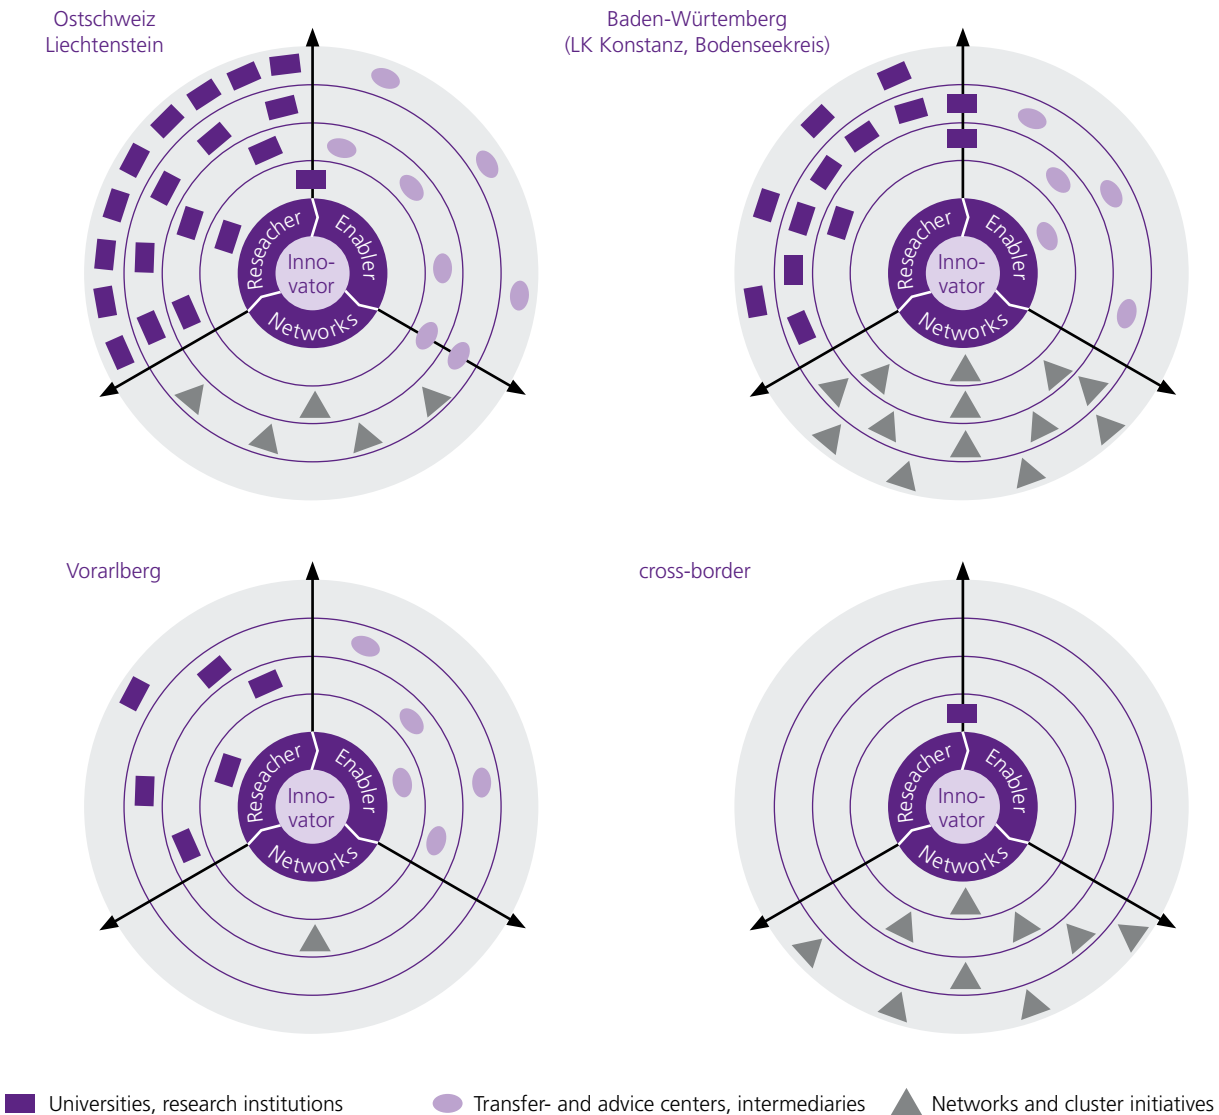 Ostschweiz
Liechtenstein
Reseacher
Enabler
Networks
Inno-
vator
Baden-Würtemberg
(LK Konstanz, Bodenseekreis)
Reseacher
Enabler
Networks
Inno-
vator
Vorarlberg
Reseacher
Enabler
Networks
Inno-
vator
cross-border
Reseacher
Enabler
Networks
Inno-
vator
Universities, research institutions
Transfer- and advice centers, intermediaries
Networks and cluster initiatives